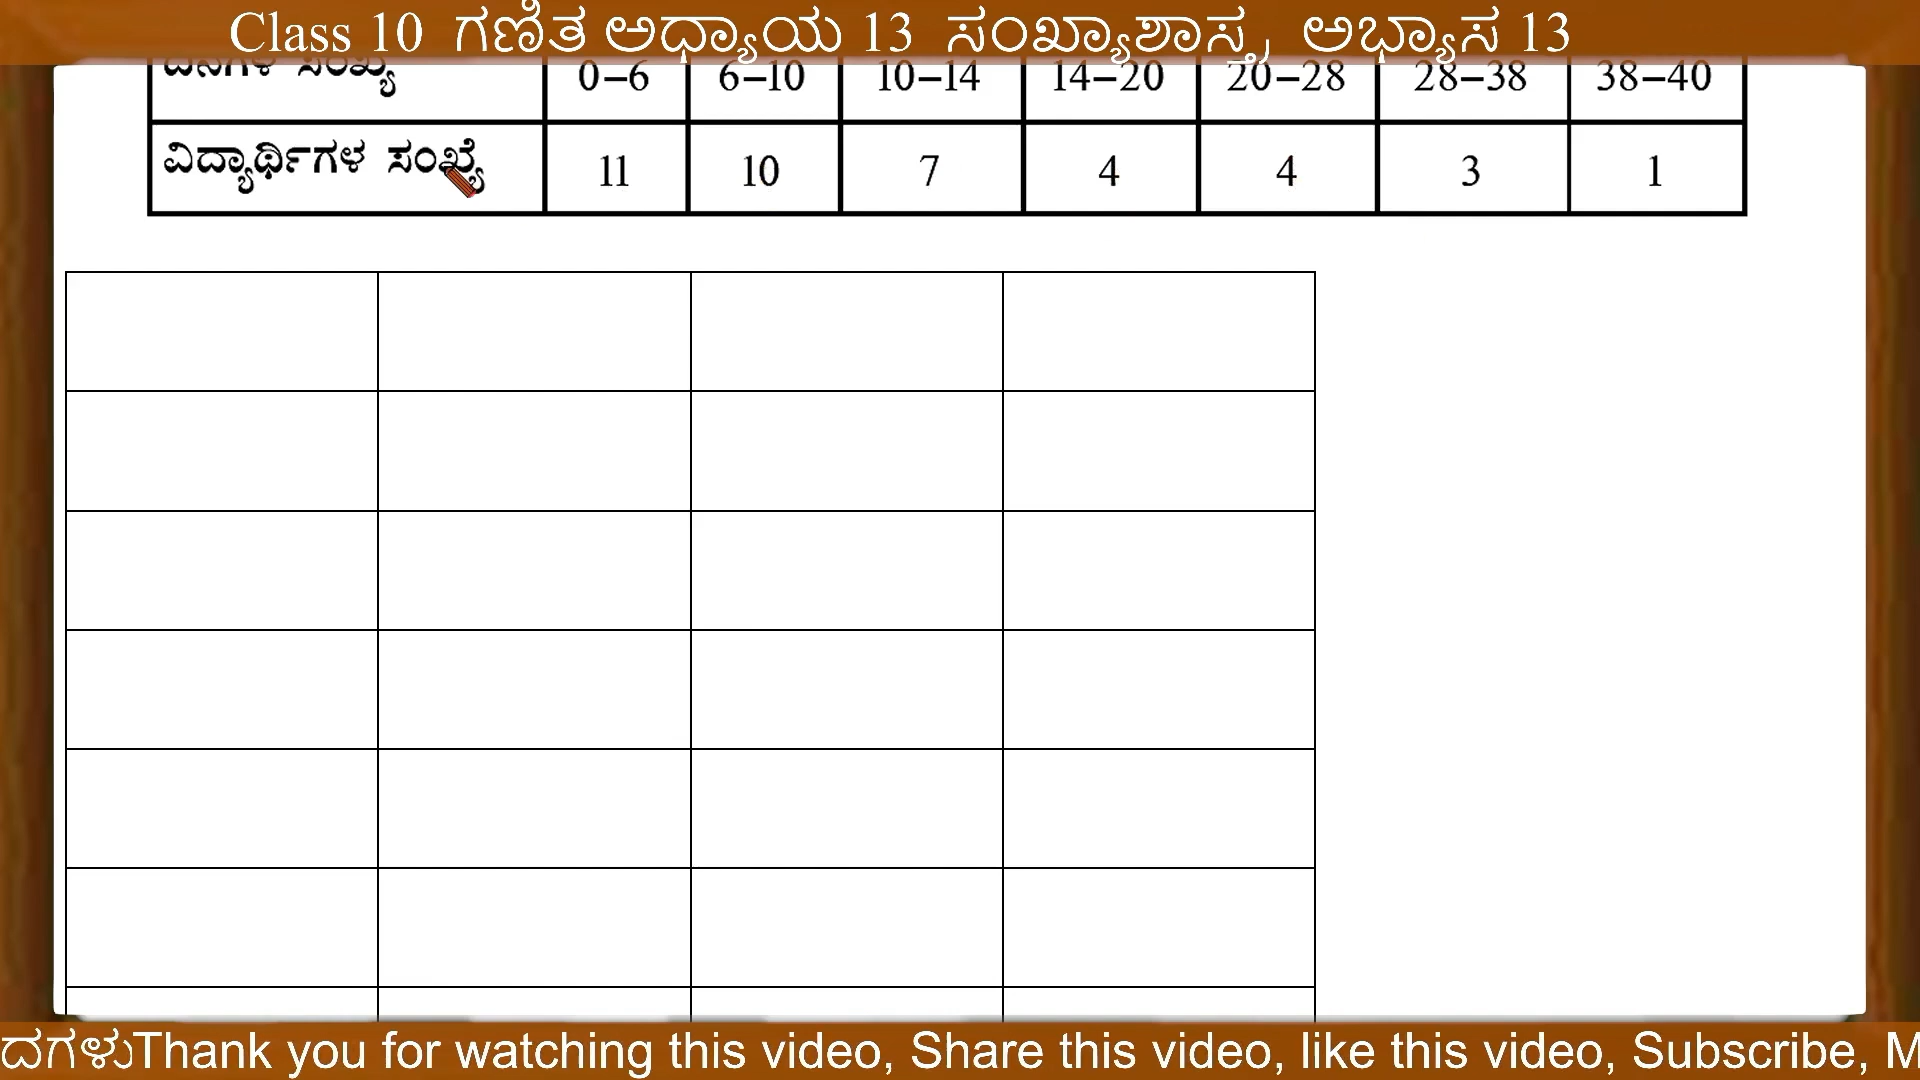 Class 10 ಗಣಿತ ಅಧ್ಯಾಯ 13 ಸಂಖ್ಯಾಶಾಸ್ತ್ರ ಅಭ್ಯಾಸ 13
ದಿನಗಳ ಸಂಖ್ಯೆ 0–6 6–10 10–14 14–20 20–28 28–38 38–40
ವಿದ್ಯಾರ್ಥಿಗಳ ಸಂಖ್ಯೆ 11 10 7 4 4 3 1
ದಗಳುThank you for watching this video, Share this video, like this video, Subscribe, M